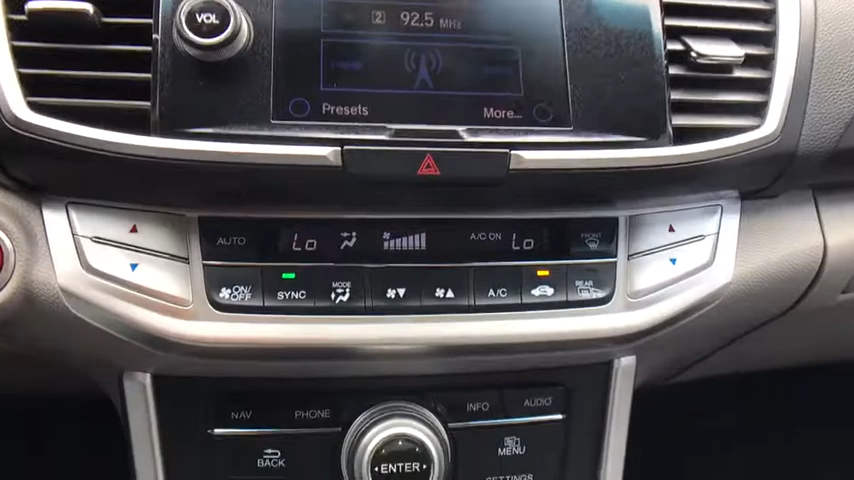 VOL
2 92.5 MHz
Presets More...
AUTO Lo A/C ON Lo FRONT
ON/OFF SYNC MODE A/C REAR
NAV PHONE INFO AUDIO
BACK ENTER MENU
SETTINGS